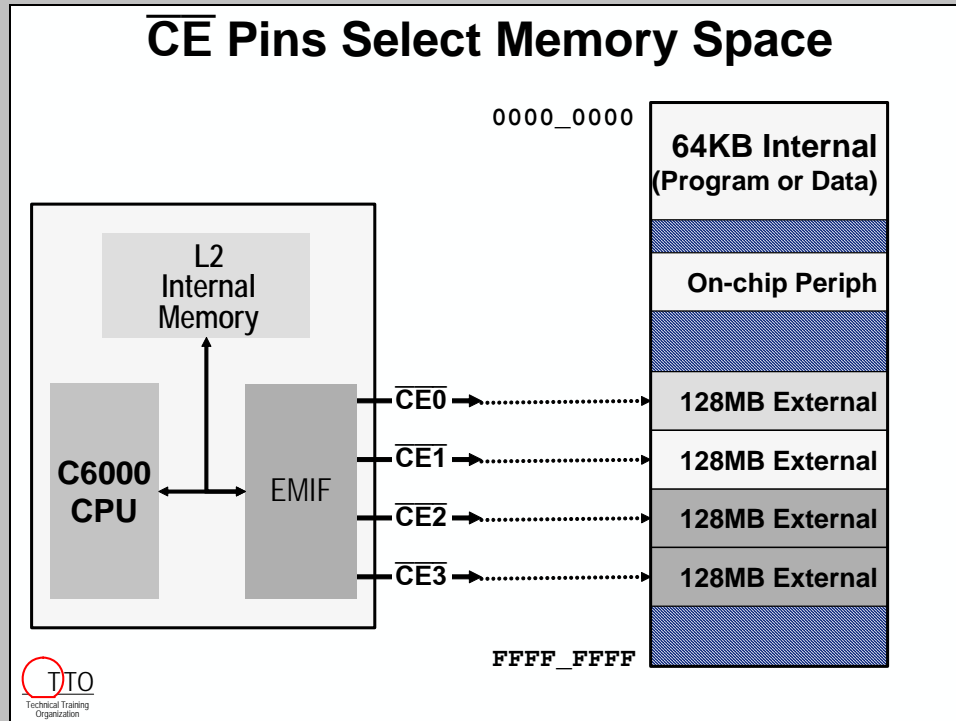 CE Pins Select Memory Space
0000_0000
64KB Internal
(Program or Data)
On-chip Periph
128MB External
128MB External
128MB External
128MB External
FFFF_FFFF
L2
Internal
Memory
C6000
CPU
EMIF
CE0
CE1
CE2
CE3
TTO
Technical Training
Organization